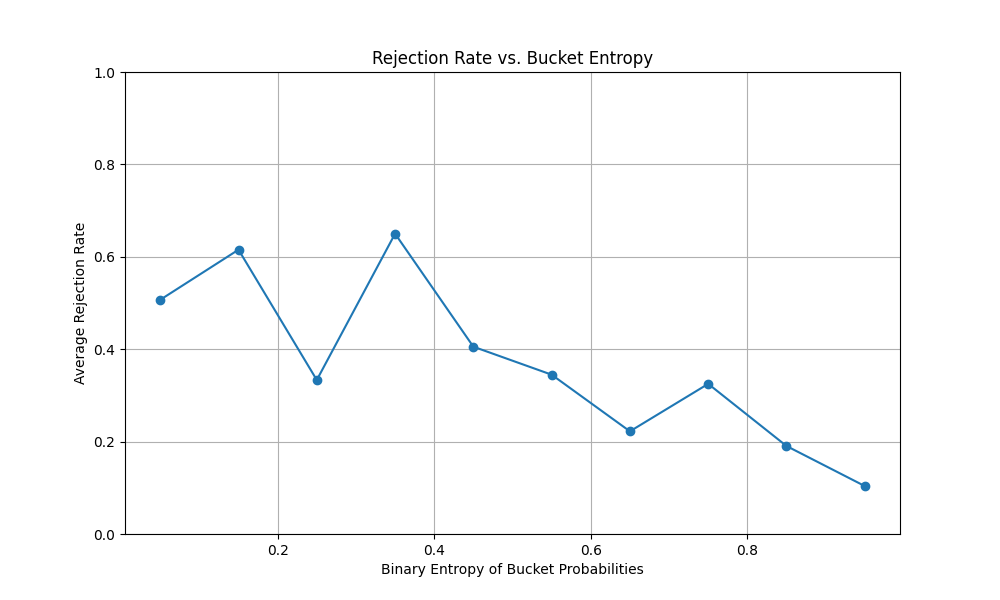 Rejection Rate vs. Bucket Entropy
1.0
0.8
0.6
0.4
0.2
0.0
Average Rejection Rate
0.2 0.4 0.6 0.8
Binary Entropy of Bucket Probabilities